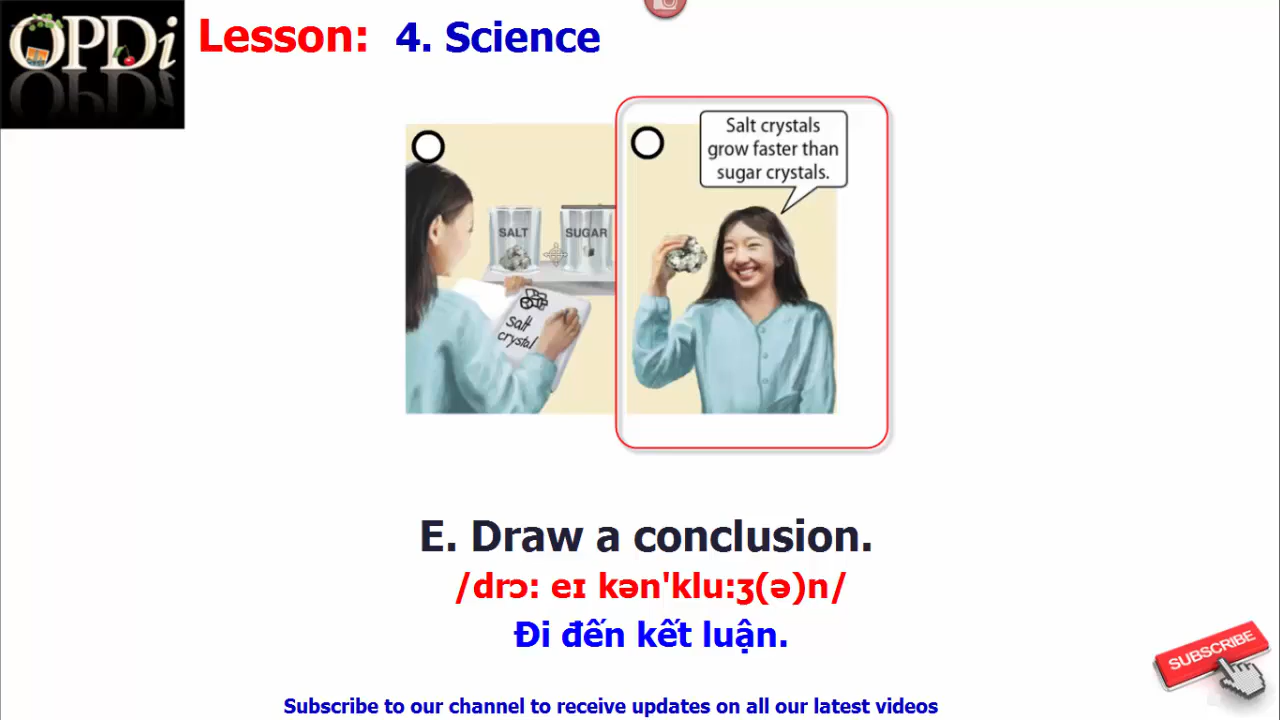 OPDi
Lesson: 4. Science
Salt crystals
grow faster than
sugar crystals.
SALT
SUGAR
salt
crystal
E. Draw a conclusion.
/drɔ: eɪ kən'klu:ʒ(ə)n/
Đi đến kết luận.
SUBSCRIBE
Subscribe to our channel to receive updates on all our latest videos